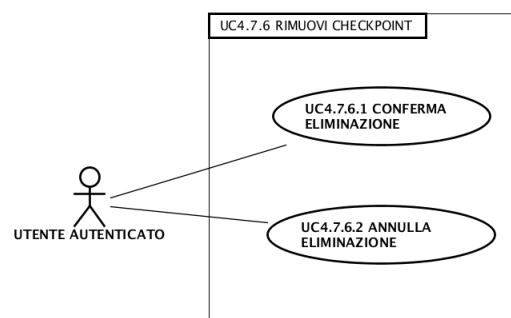 UC4.7.6 RIMUOVI CHECKPOINT
UC4.7.6.1 CONFERMA
ELIMINAZIONE
UTENTE AUTENTICATO
UC4.7.6.2 ANNULLA
ELIMINAZIONE